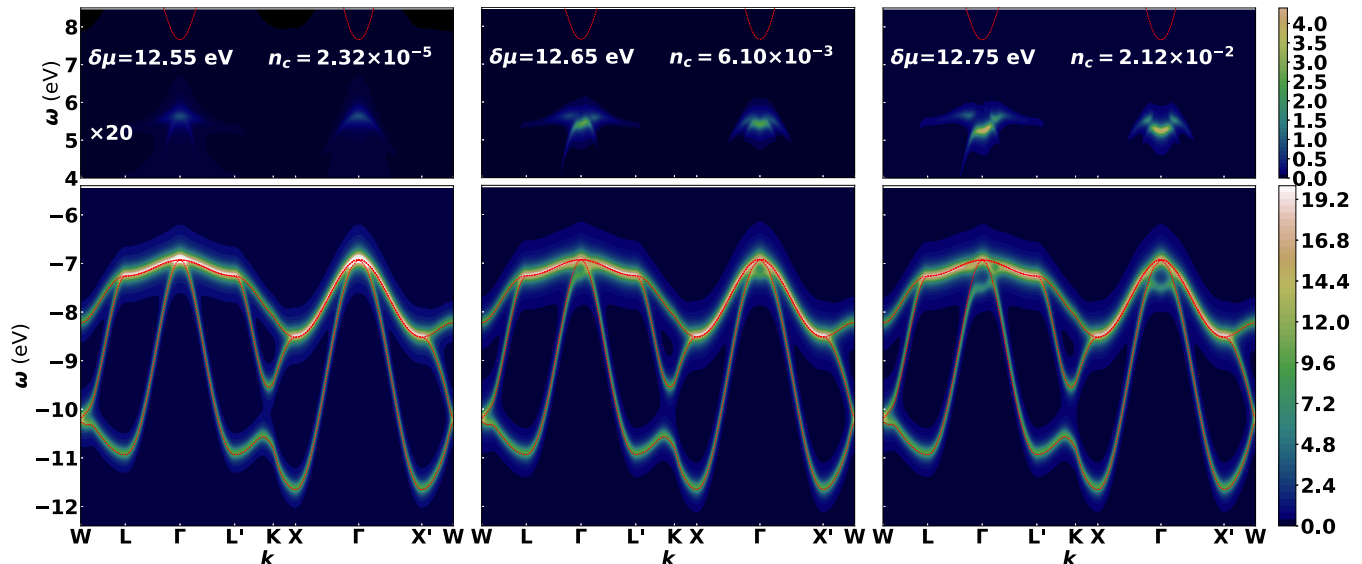 8
7
6
5
4
ω (eV)
δμ=12.55 eV n_c = 2.32×10⁻⁵
×20
δμ=12.65 eV n_c = 6.10×10⁻³
δμ=12.75 eV n_c = 2.12×10⁻²
4.0
3.5
3.0
2.5
2.0
1.5
1.0
0.5
0.0
−6
−7
−8
−9
−10
−11
−12
ω (eV)
19.2
16.8
14.4
12.0
9.6
7.2
4.8
2.4
0.0
W L Γ L' K X Γ X' W
W L Γ L' K X Γ X' W
W L Γ L' K X Γ X' W
k
k
k